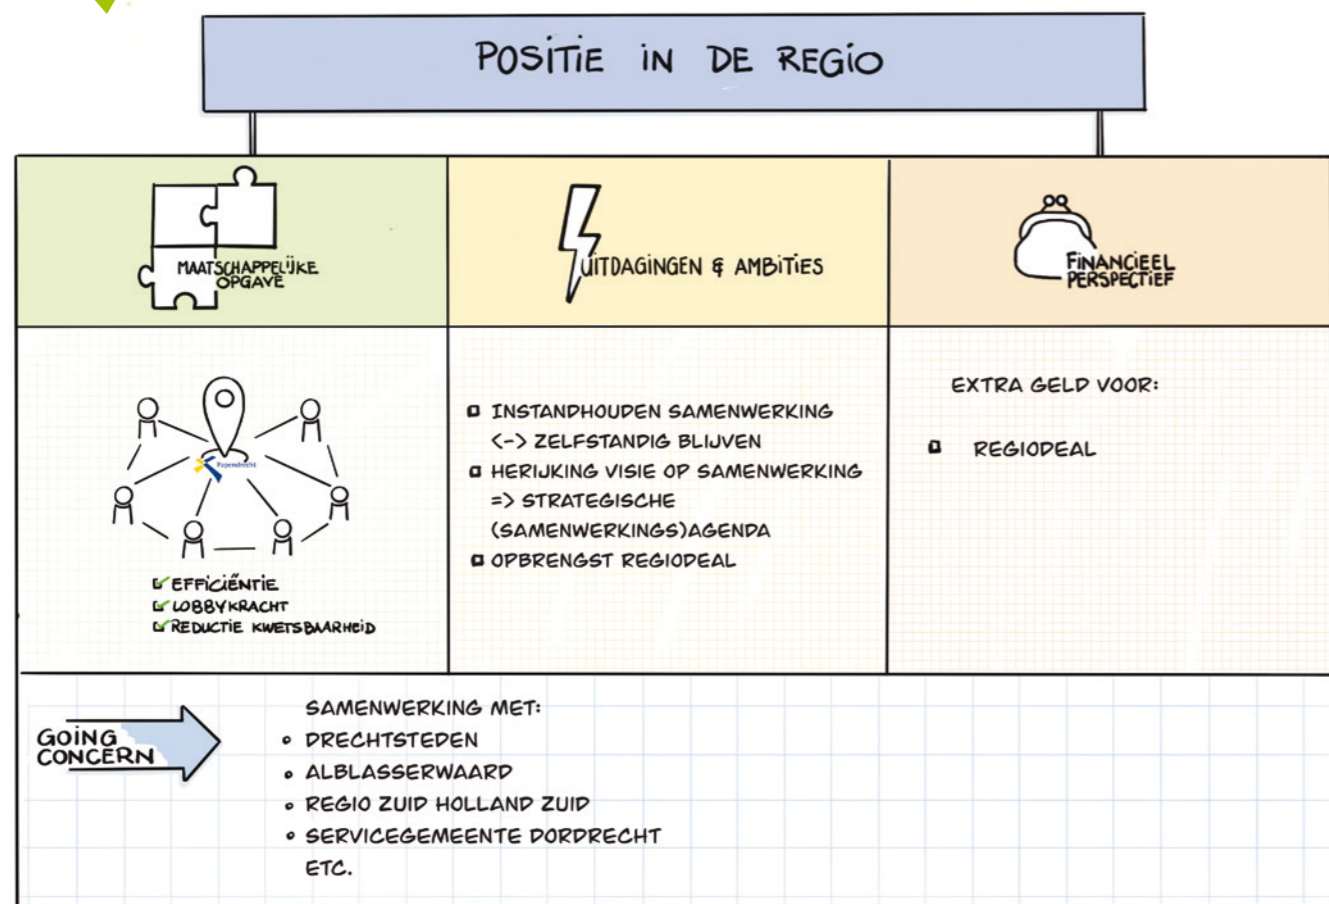 POSITIE IN DE REGIO
MAATSCHAPPELIJKE
OPGAVE
UITDAGINGEN & AMBITIES
FINANCIEEL
PERSPECTIEF
Papendrecht
EFFICIËNTIE
LOBBYKRACHT
REDUCTIE KWETSBAARHEID
INSTANDHOUDEN SAMENWERKING
<-> ZELFSTANDIG BLIJVEN
HERIJKING VISIE OP SAMENWERKING
=> STRATEGISCHE
(SAMENWERKINGS)AGENDA
OPBRENGST REGIODEAL
EXTRA GELD VOOR:
REGIODEAL
GOING
CONCERN
SAMENWERKING MET:
• DRECHTSTEDEN
• ALBLASSERWAARD
• REGIO ZUID HOLLAND ZUID
• SERVICEGEMEENTE DORDRECHT
ETC.